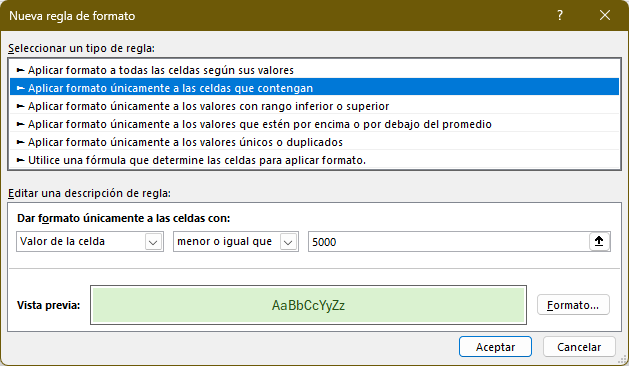 Nueva regla de formato
Seleccionar un tipo de regla:
► Aplicar formato a todas las celdas según sus valores
► Aplicar formato únicamente a las celdas que contengan
► Aplicar formato únicamente a los valores con rango inferior o superior
► Aplicar formato únicamente a los valores que estén por encima o por debajo del promedio
► Aplicar formato únicamente a los valores únicos o duplicados
► Utilice una fórmula que determine las celdas para aplicar formato.
Editar una descripción de regla:
Dar formato únicamente a las celdas con:
Valor de la celda menor o igual que 5000
Vista previa: AaBbCcYyZz Formato...
Aceptar Cancelar